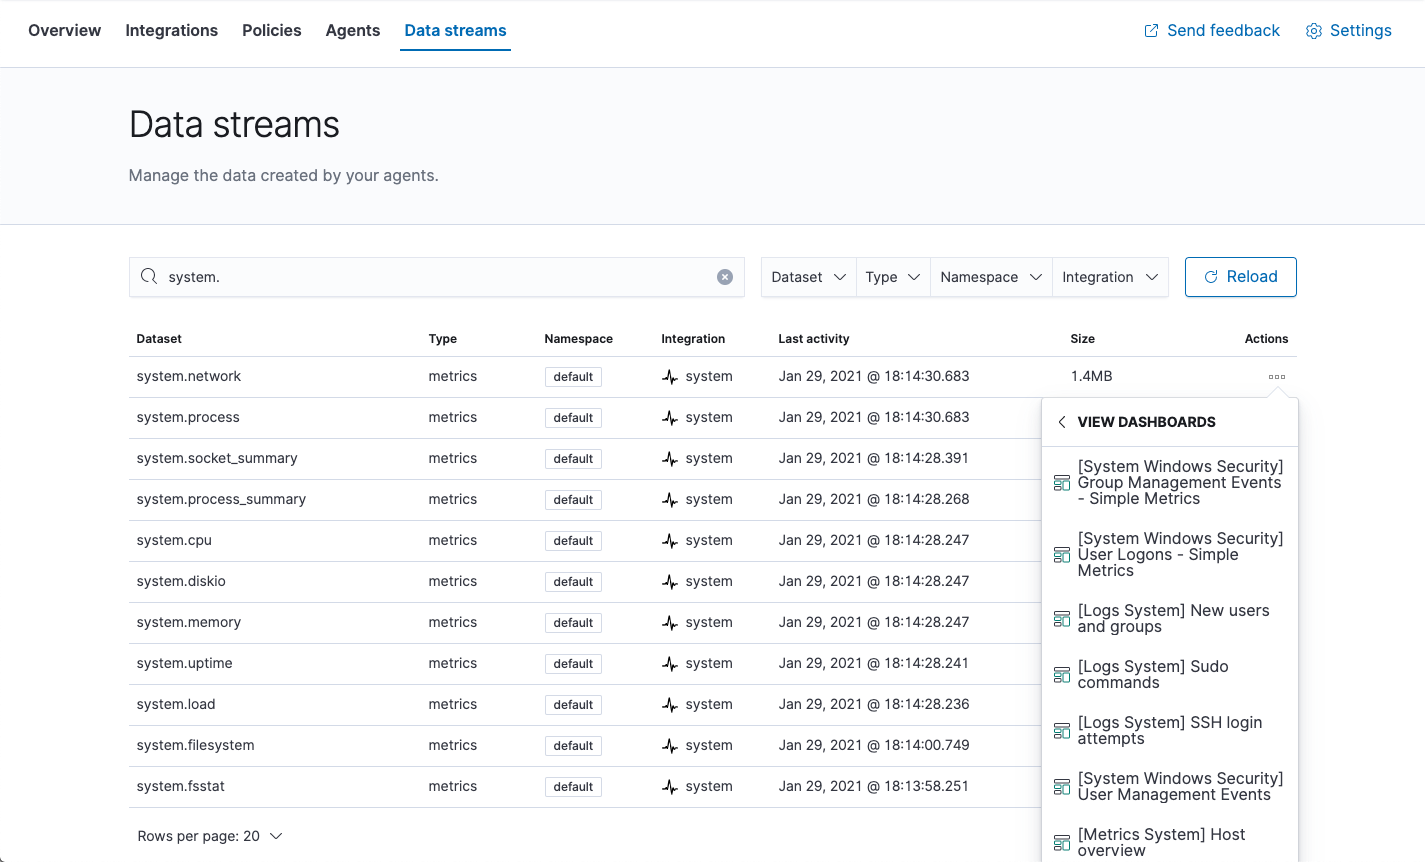 Overview Integrations Policies Agents Data streams Send feedback Settings
Data streams
Manage the data created by your agents.
system. Dataset Type Namespace Integration Reload
Dataset Type Namespace Integration Last activity Size Actions
system.network metrics default system Jan 29, 2021 @ 18:14:30.683 1.4MB
system.process metrics default system Jan 29, 2021 @ 18:14:30.683
system.socket_summary metrics default system Jan 29, 2021 @ 18:14:28.391
system.process_summary metrics default system Jan 29, 2021 @ 18:14:28.268
system.cpu metrics default system Jan 29, 2021 @ 18:14:28.247
system.diskio metrics default system Jan 29, 2021 @ 18:14:28.247
system.memory metrics default system Jan 29, 2021 @ 18:14:28.247
system.uptime metrics default system Jan 29, 2021 @ 18:14:28.241
system.load metrics default system Jan 29, 2021 @ 18:14:28.236
system.filesystem metrics default system Jan 29, 2021 @ 18:14:00.749
system.fsstat metrics default system Jan 29, 2021 @ 18:13:58.251
Rows per page: 20
VIEW DASHBOARDS
[System Windows Security]
Group Management Events
- Simple Metrics
[System Windows Security]
User Logons - Simple
Metrics
[Logs System] New users
and groups
[Logs System] Sudo
commands
[Logs System] SSH login
attempts
[System Windows Security]
User Management Events
[Metrics System] Host
overview